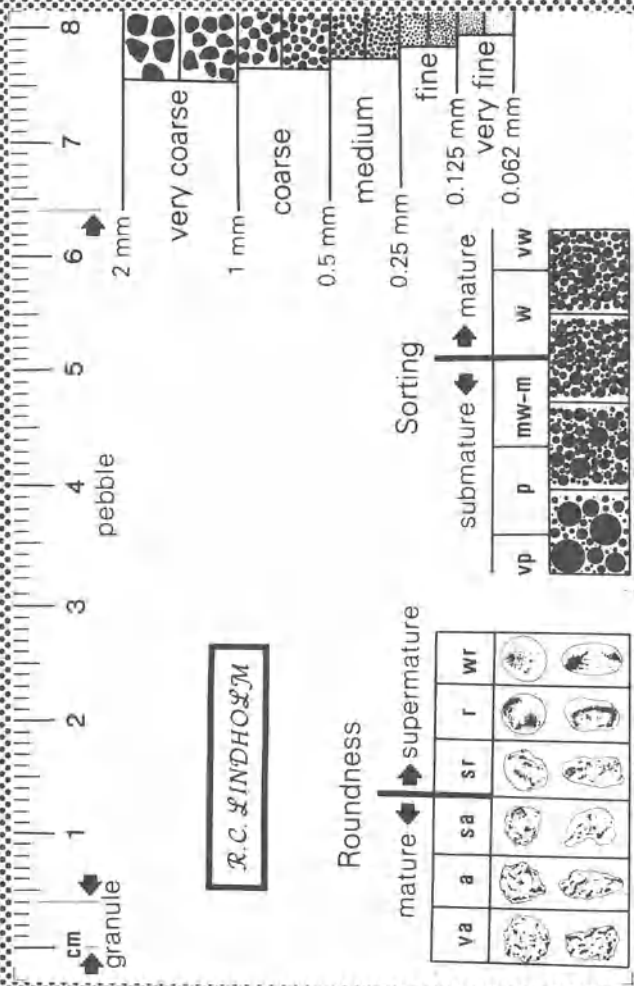 cm 1 2 3 4 5 6 7 8
granule
pebble
2 mm
very coarse
1 mm
coarse
0.5 mm
medium
0.25 mm
fine
0.125 mm
very fine
0.062 mm
R.C. LINDHOLM
Roundness
mature supermature
va a sa sr r wr
Sorting
submature mature
vp p mw-m w vw